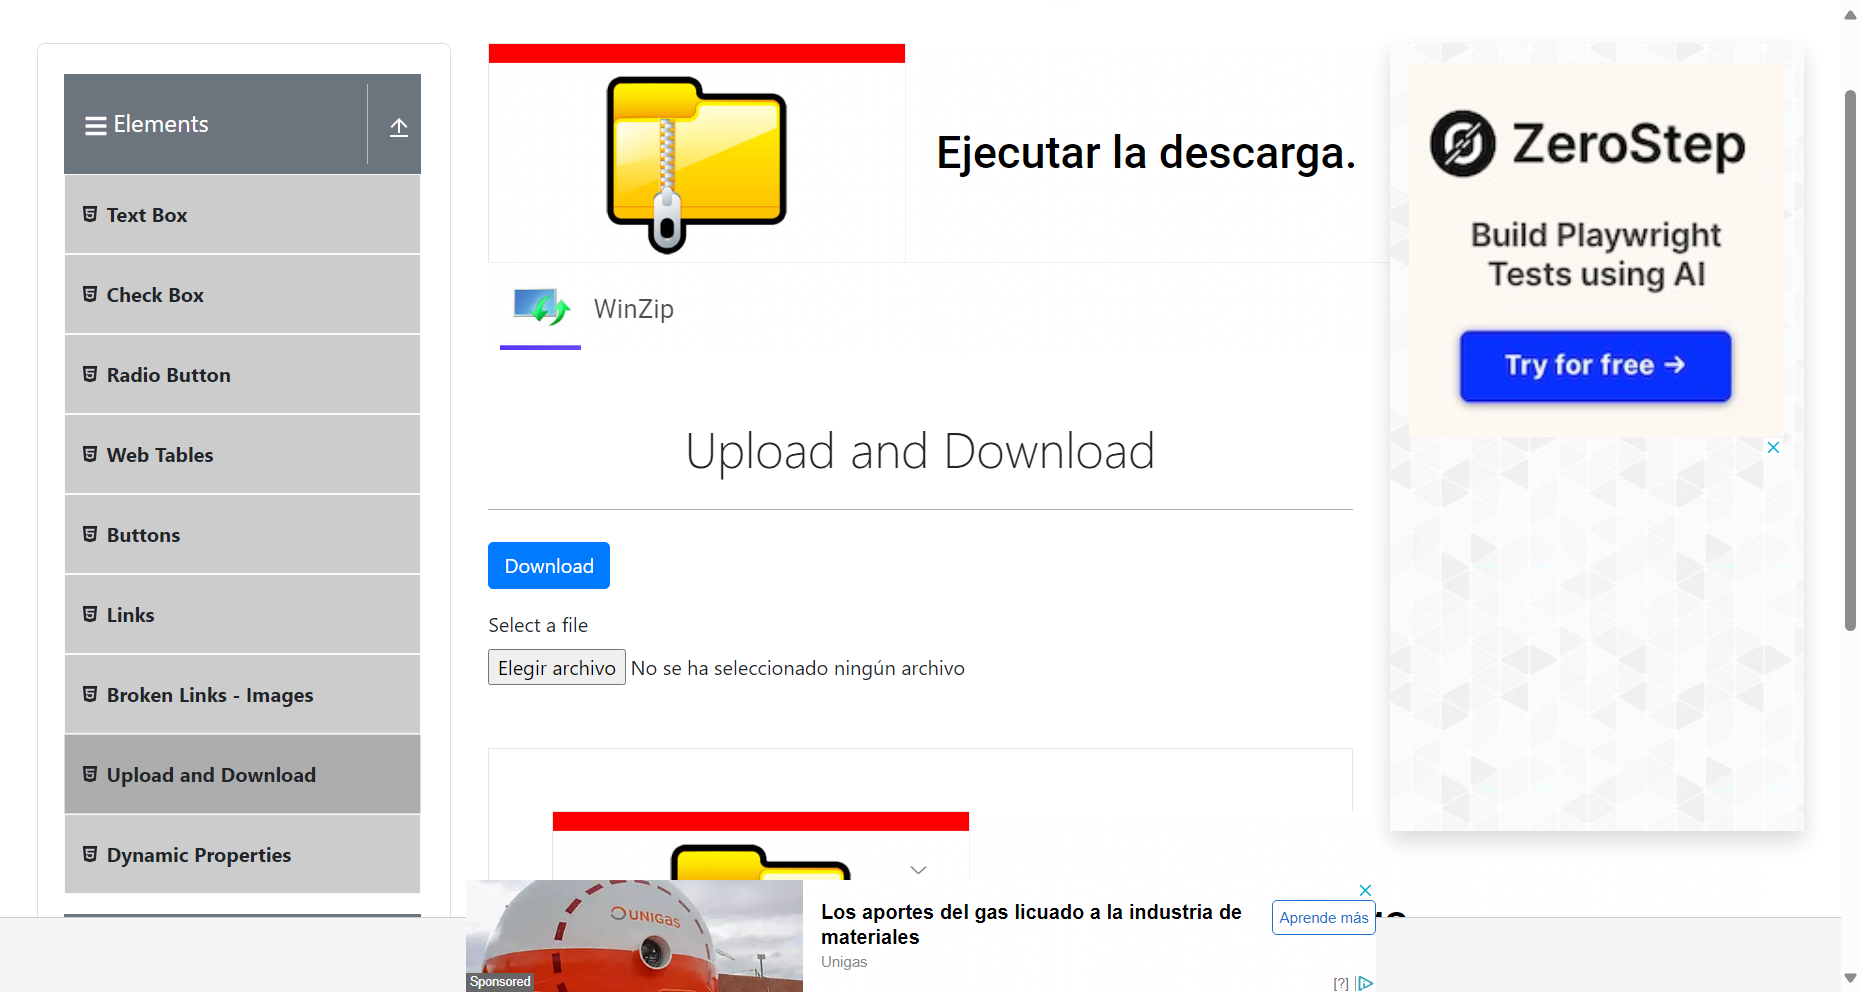 Elements
Text Box
Check Box
Radio Button
Web Tables
Buttons
Links
Broken Links - Images
Upload and Download
Dynamic Properties
Ejecutar la descarga.
WinZip
Upload and Download
Download
Select a file
Elegir archivo No se ha seleccionado ningún archivo
ZeroStep
Build Playwright
Tests using AI
Try for free →
UNIGAS
Sponsored
Los aportes del gas licuado a la industria de
materiales
Unigas
Aprende más
[?]